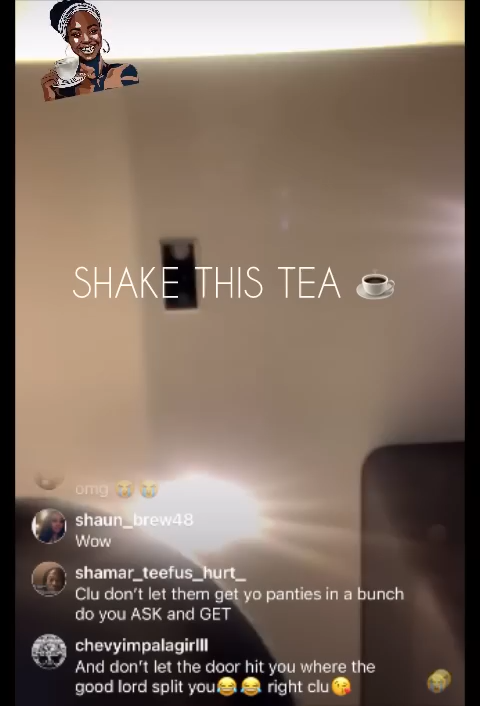 SHAKE THIS TEA ☕
omg 😭 😭
shaun_brew48
Wow
shamar_teefus_hurt_
Clu don't let them get yo panties in a bunch
do you ASK and GET
chevyimpalagirlll
And don't let the door hit you where the
good lord split you😂😂 right clu😘